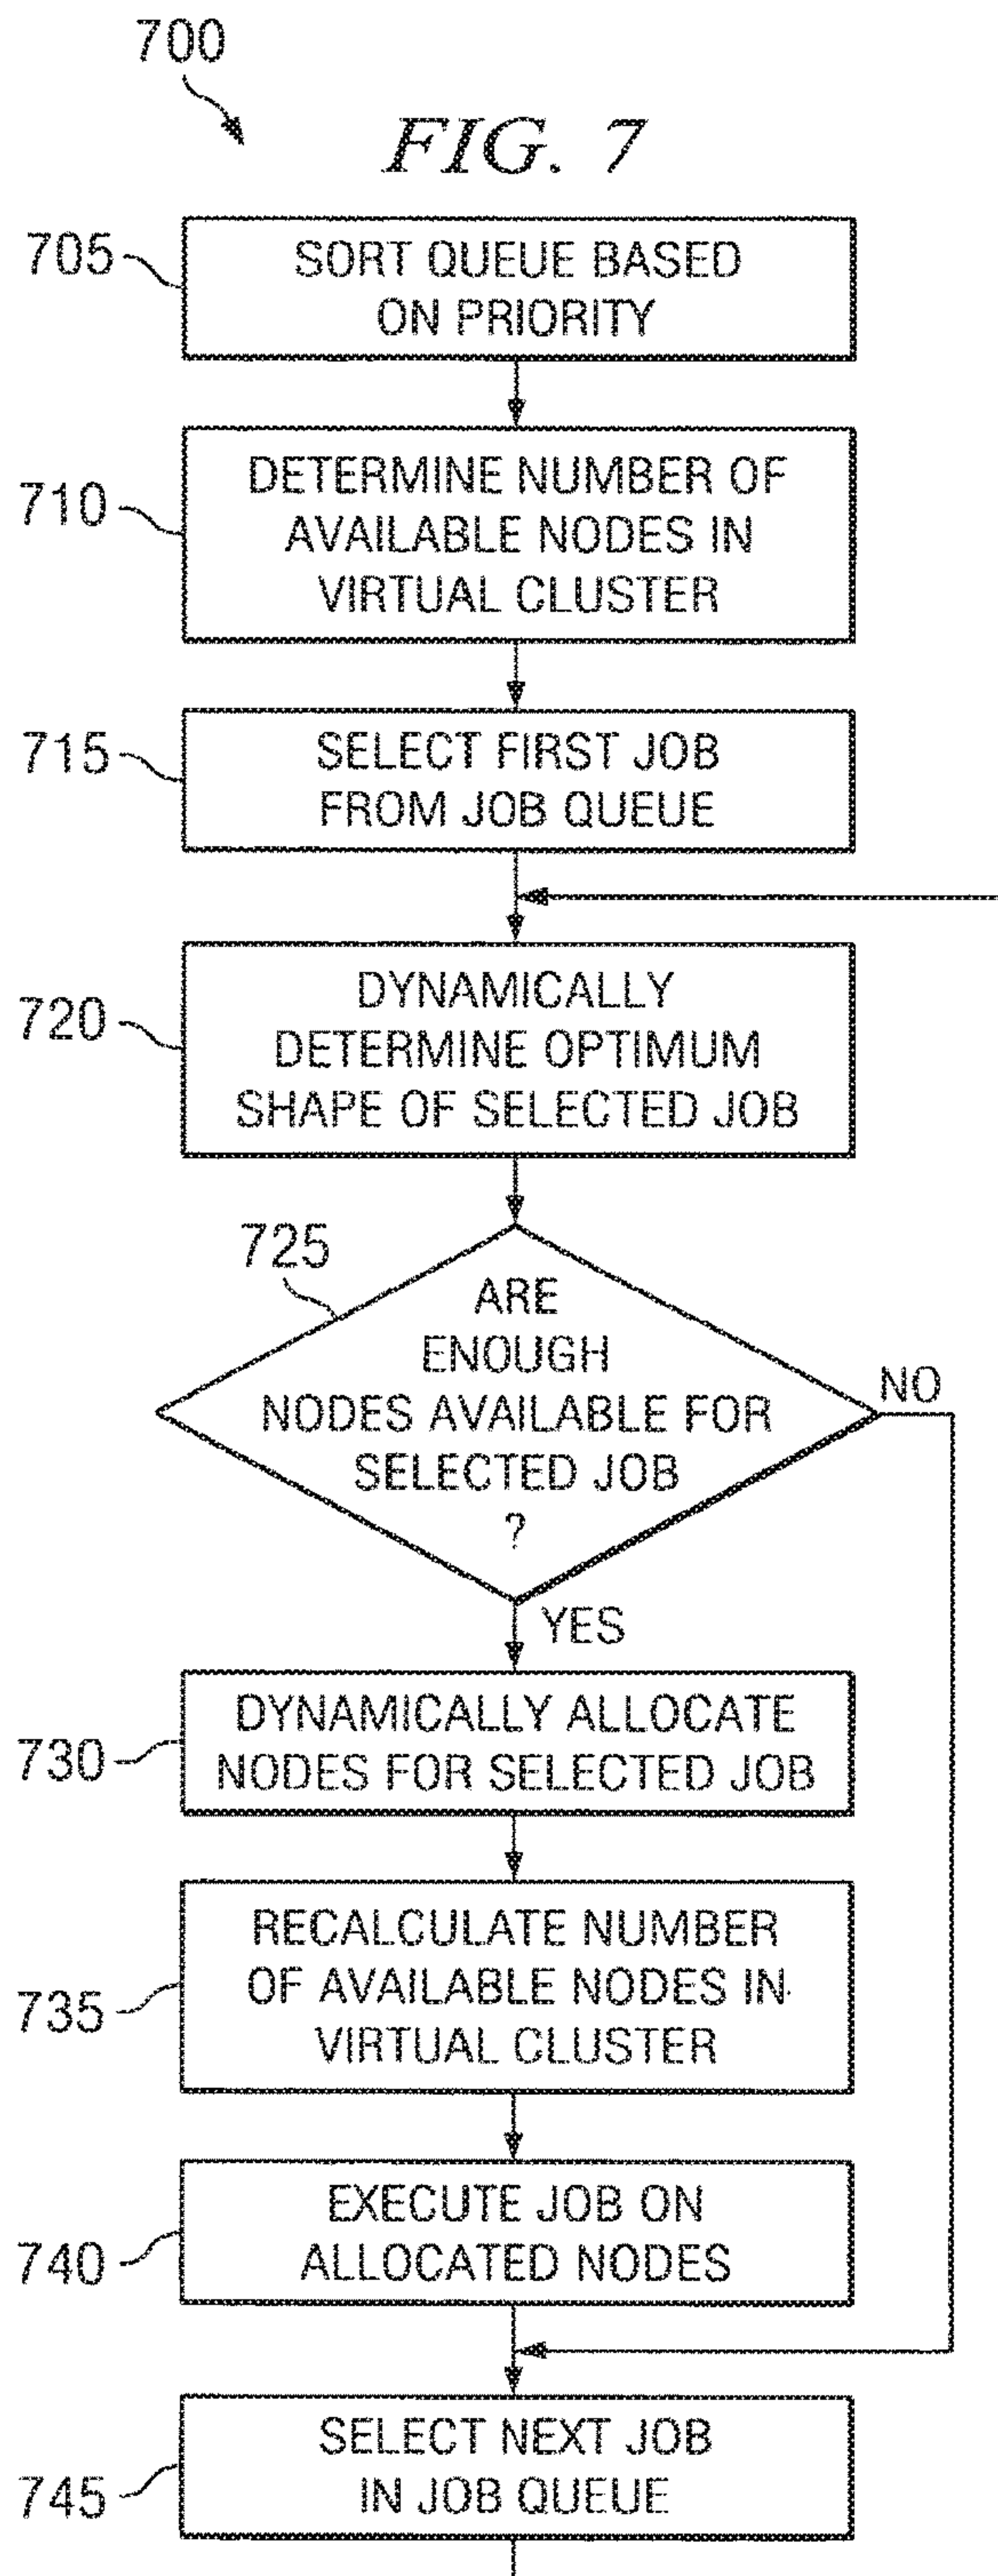 700
FIG. 7
705
SORT QUEUE BASED
ON PRIORITY
710
DETERMINE NUMBER OF
AVAILABLE NODES IN
VIRTUAL CLUSTER
715
SELECT FIRST JOB
FROM JOB QUEUE
720
DYNAMICALLY
DETERMINE OPTIMUM
SHAPE OF SELECTED JOB
725
ARE
ENOUGH
NODES AVAILABLE FOR
SELECTED JOB
?
NO
YES
730
DYNAMICALLY ALLOCATE
NODES FOR SELECTED JOB
735
RECALCULATE NUMBER
OF AVAILABLE NODES IN
VIRTUAL CLUSTER
740
EXECUTE JOB ON
ALLOCATED NODES
745
SELECT NEXT JOB
IN JOB QUEUE